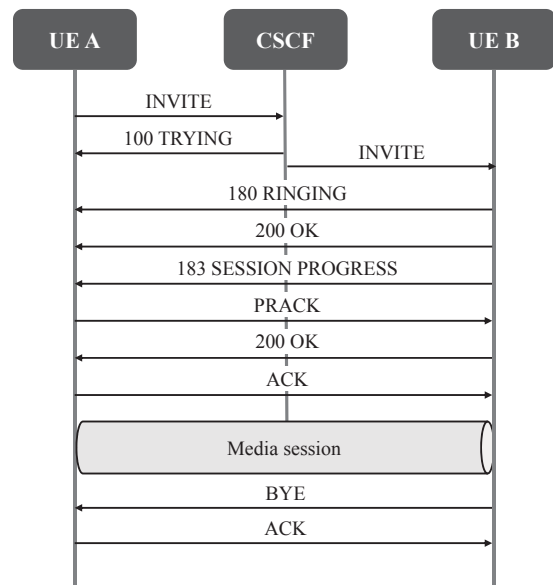 UE A
CSCF
UE B
INVITE
100 TRYING
INVITE
180 RINGING
200 OK
183 SESSION PROGRESS
PRACK
200 OK
ACK
Media session
BYE
ACK